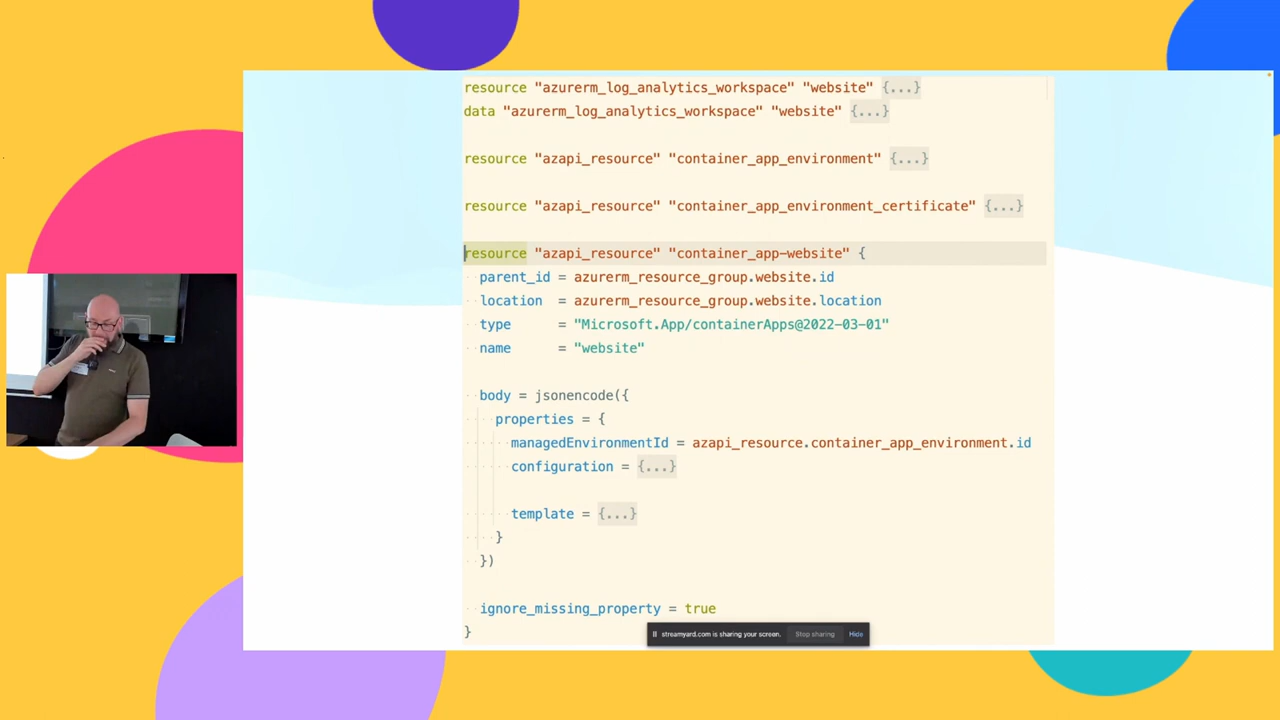 resource "azurerm_log_analytics_workspace" "website" {...}
data "azurerm_log_analytics_workspace" "website" {...}
resource "azapi_resource" "container_app_environment" {...}
resource "azapi_resource" "container_app_environment_certificate" {...}
resource "azapi_resource" "container_app-website" {
parent_id = azurerm_resource_group.website.id
location = azurerm_resource_group.website.location
type = "Microsoft.App/containerApps@2022-03-01"
name = "website"
body = jsonencode({
properties = {
managedEnvironmentId = azapi_resource.container_app_environment.id
configuration = {...}
template = {...}
}
})
ignore_missing_property = true
}
streamyard.com is sharing your screen. Stop sharing Hide